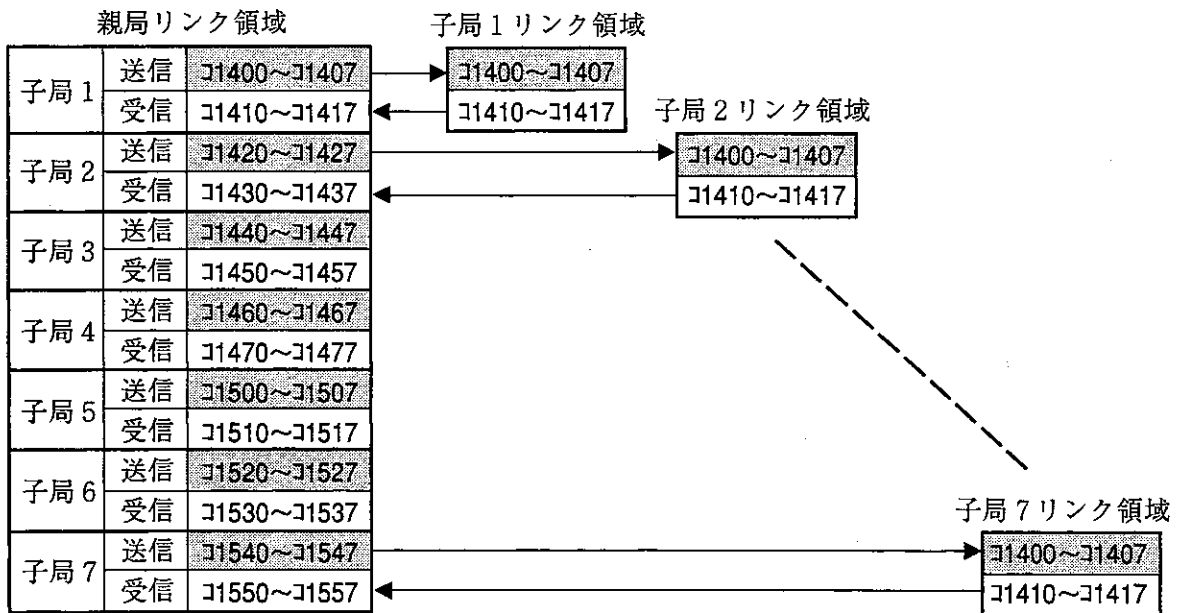 親局リンク領域
子局1 送信 ｺ1400～ｺ1407
受信 ｺ1410～ｺ1417
子局2 送信 ｺ1420～ｺ1427
受信 ｺ1430～ｺ1437
子局3 送信 ｺ1440～ｺ1447
受信 ｺ1450～ｺ1457
子局4 送信 ｺ1460～ｺ1467
受信 ｺ1470～ｺ1477
子局5 送信 ｺ1500～ｺ1507
受信 ｺ1510～ｺ1517
子局6 送信 ｺ1520～ｺ1527
受信 ｺ1530～ｺ1537
子局7 送信 ｺ1540～ｺ1547
受信 ｺ1550～ｺ1557
子局1リンク領域
ｺ1400～ｺ1407
ｺ1410～ｺ1417
子局2リンク領域
ｺ1400～ｺ1407
ｺ1410～ｺ1417
子局7リンク領域
ｺ1400～ｺ1407
ｺ1410～ｺ1417